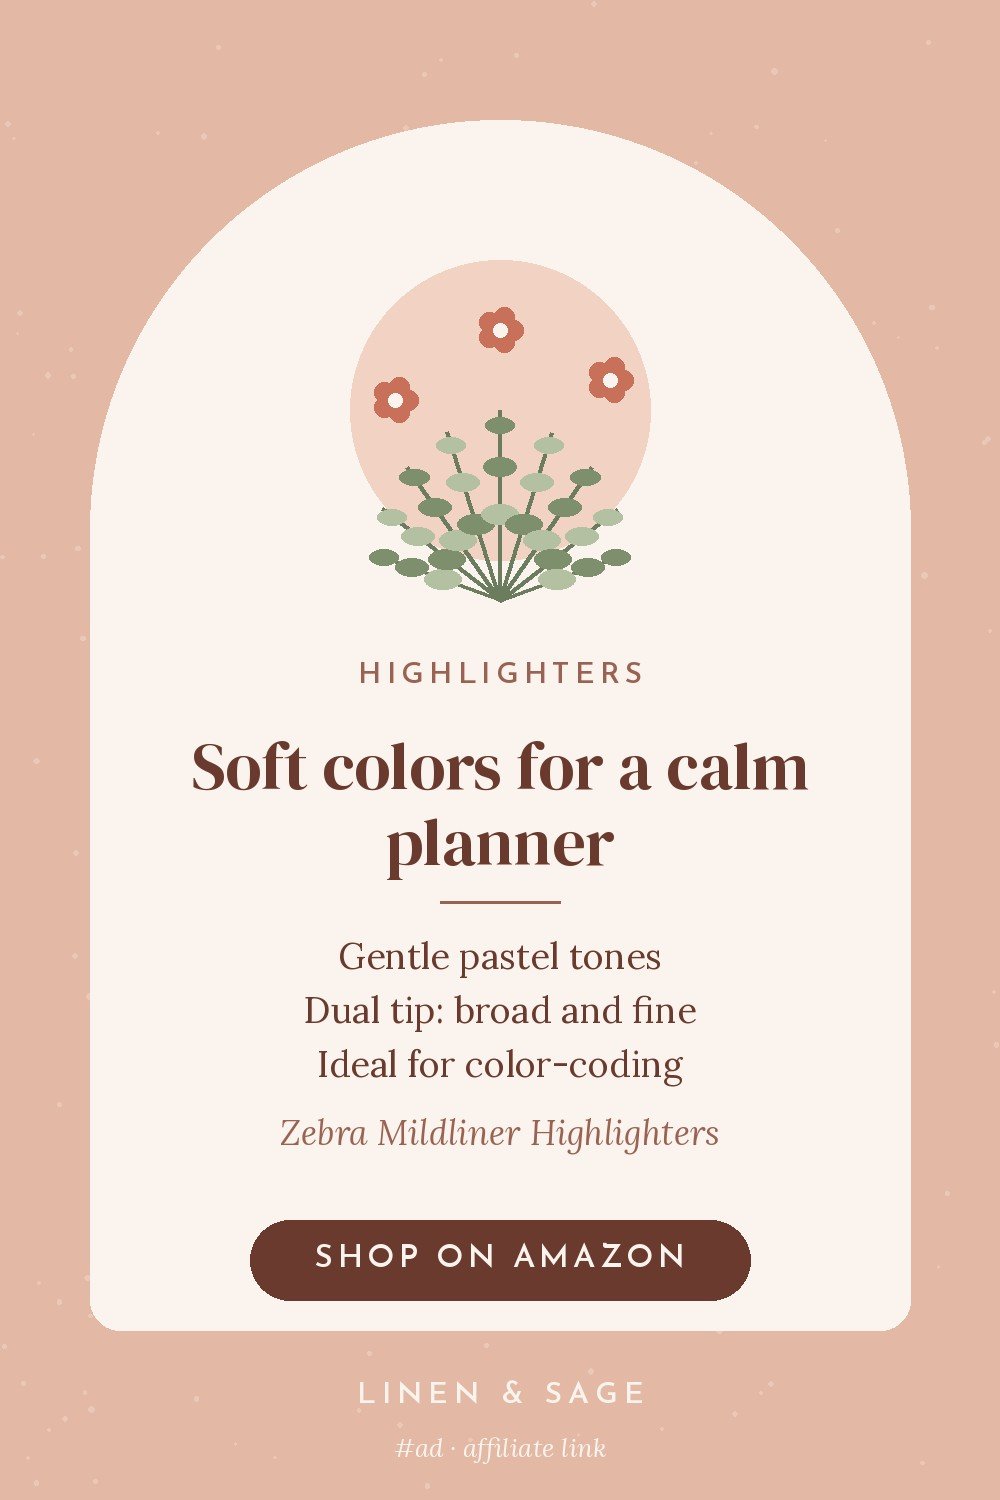 HIGHLIGHTERS
Soft colors for a calm
planner
Gentle pastel tones
Dual tip: broad and fine
Ideal for color-coding
Zebra Mildliner Highlighters
SHOP ON AMAZON
LINEN & SAGE
#ad · affiliate link